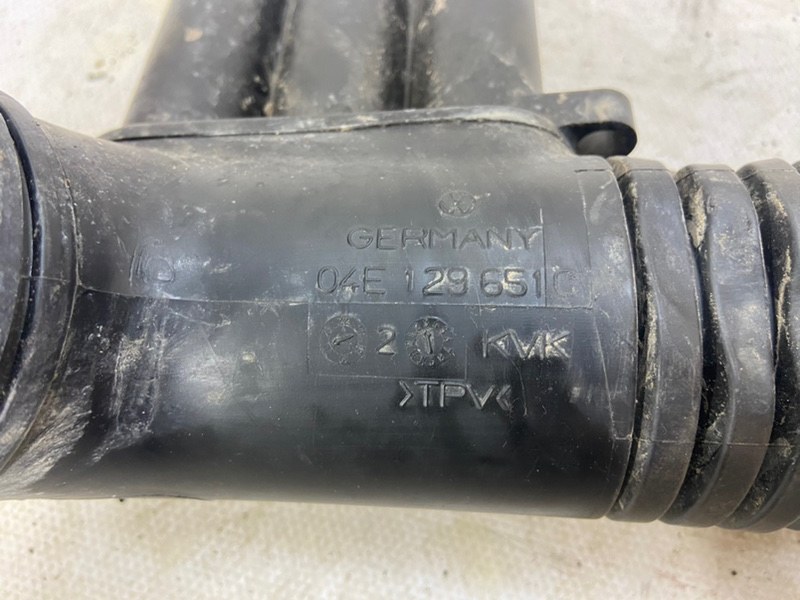 GERMANY
04E 129 651 C
2 KVK
>TPV<